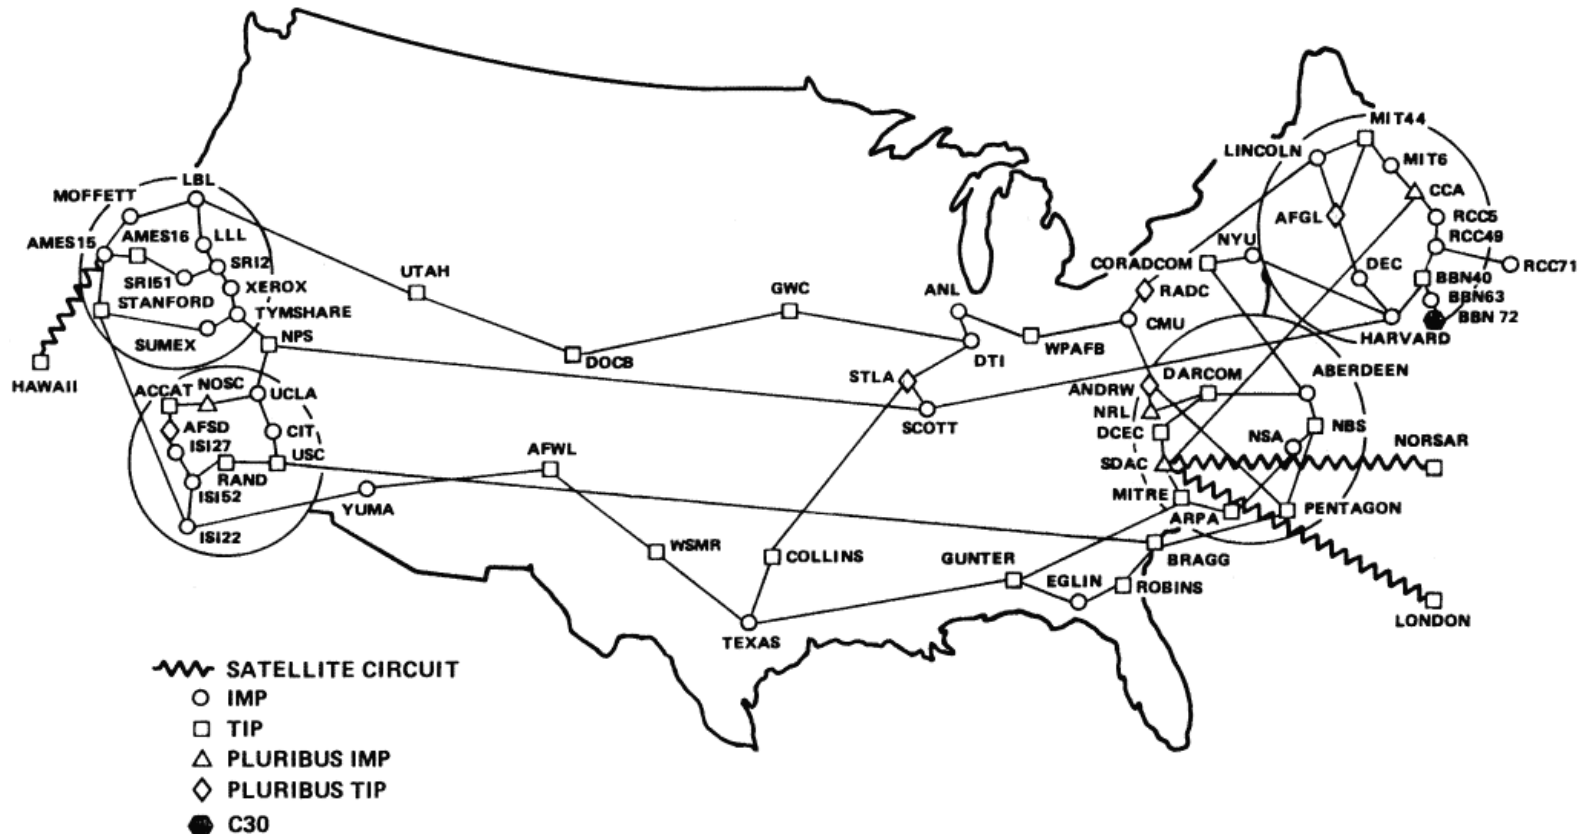 MIT44
LINCOLN
MIT6
CCA
LBL
MOFFETT
RCC5
AFGL
AMES15
AMES16
LLL
NYU
RCC49
SRI2
CORADCOM
DEC
RCC71
UTAH
SRI51
XEROX
BBN40
GWC
ANL
RADC
STANFORD
BBN63
TYMSHARE
BBN 72
CMU
NPS
HARVARD
SUMEX
WPAFB
DTI
DOCB
HAWAII
STLA
DARCOM
ABERDEEN
ACCAT
NOSC
UCLA
ANDRW
NRL
SCOTT
AFSD
CIT
DCEC
NBS
ISI27
NSA
NORSAR
AFWL
USC
SDAC
RAND
ISI52
MITRE
YUMA
ARPA
PENTAGON
ISI22
WSMR
COLLINS
GUNTER
BRAGG
EGLIN
ROBINS
LONDON
TEXAS
SATELLITE CIRCUIT
IMP
TIP
PLURIBUS IMP
PLURIBUS TIP
C30